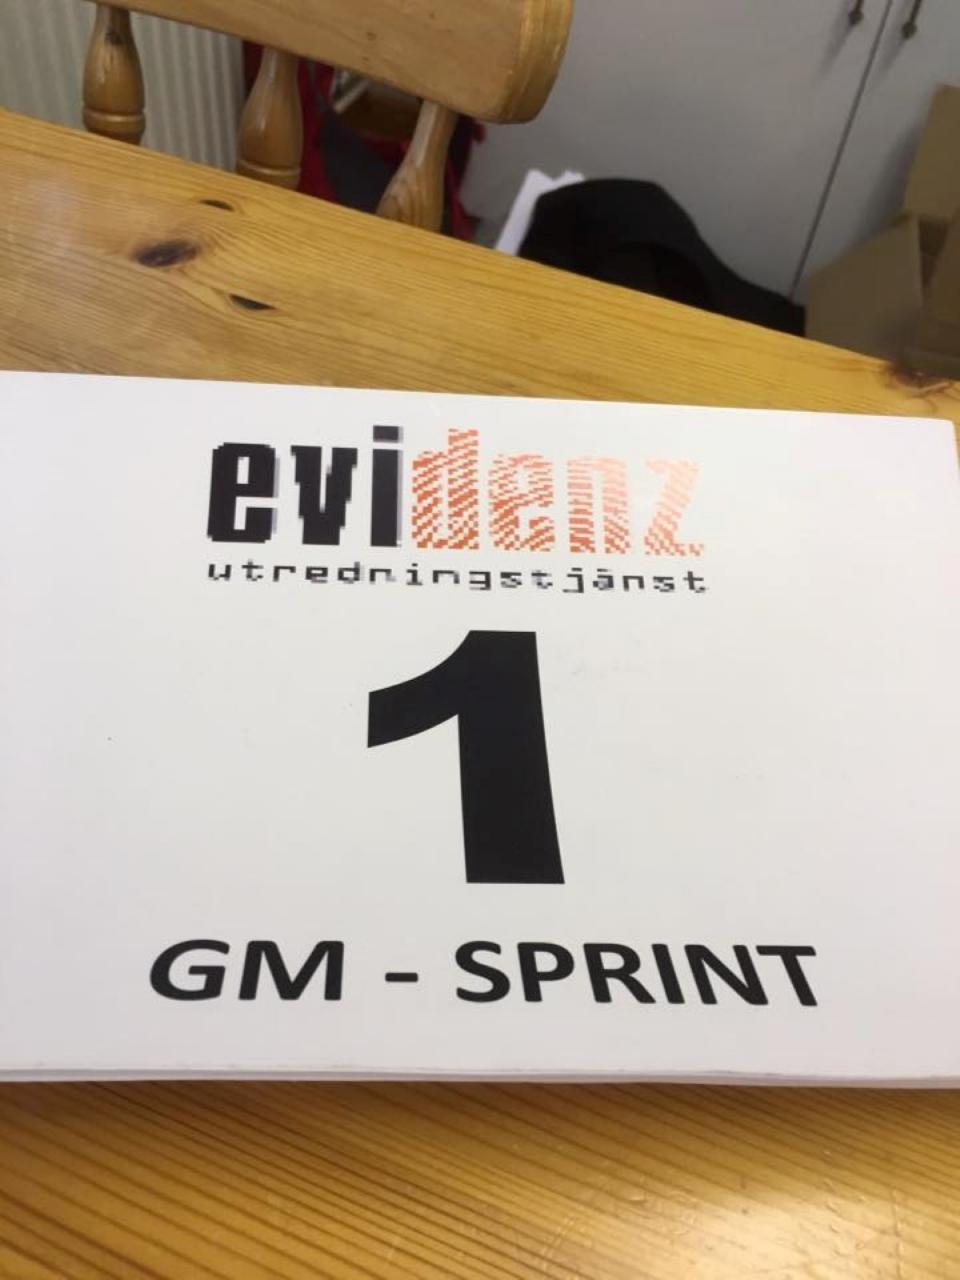 evidenz
utredningstjänst
1
GM - SPRINT